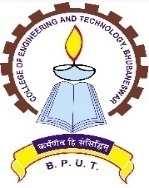 COLLEGE OF ENGINEERING AND TECHNOLOGY, BHUBANESWAR
कर्मणैव हि संसिद्धिम्
B. P. U. T.